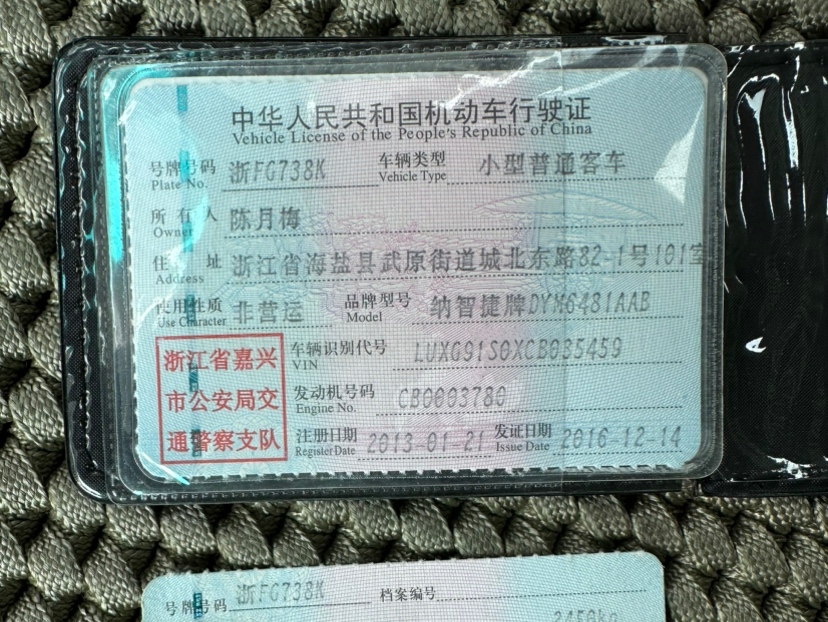 中华人民共和国机动车行驶证
Vehicle License of the People's Republic of China
号牌号码 浙FG738K 车辆类型 小型普通客车
Plate No. Vehicle Type
所有人 陈月梅
Owner
住址 浙江省海盐县武原街道城北东路82-1号101室
Address
使用性质 非营运 品牌型号 纳智捷牌DYM6481AAB
Use Character Model
浙江省嘉兴
市公安局交
通警察支队
车辆识别代号 LUXG91S0XCB035459
VIN
发动机号码 CB0003780
Engine No.
注册日期 2013-01-21 发证日期 2016-12-14
Register Date Issue Date
号牌号码 浙FG738K 档案编号
2450kg